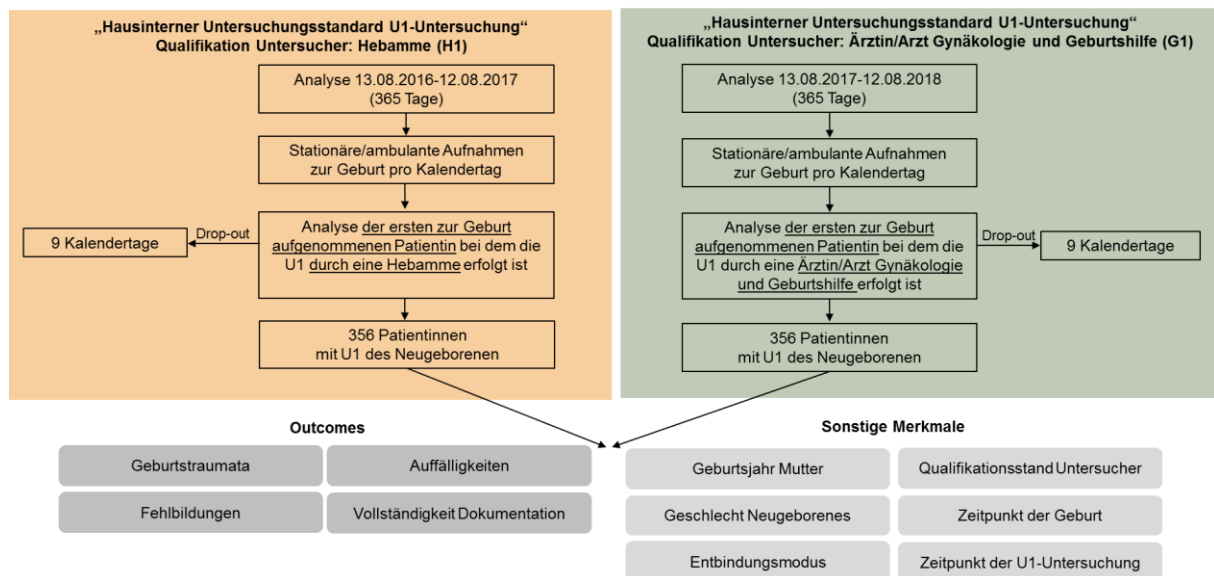 „Hausinterner Untersuchungsstandard U1-Untersuchung“
Qualifikation Untersucher: Hebamme (H1)
Analyse 13.08.2016-12.08.2017
(365 Tage)
Stationäre/ambulante Aufnahmen
zur Geburt pro Kalendertag
Analyse der ersten zur Geburt
aufgenommenen Patientin bei dem die
U1 durch eine Hebamme erfolgt ist
Drop-out
9 Kalendertage
356 Patientinnen
mit U1 des Neugeborenen
„Hausinterner Untersuchungsstandard U1-Untersuchung“
Qualifikation Untersucher: Ärztin/Arzt Gynäkologie und Geburtshilfe (G1)
Analyse 13.08.2017-12.08.2018
(365 Tage)
Stationäre/ambulante Aufnahmen
zur Geburt pro Kalendertag
Analyse der ersten zur Geburt
aufgenommenen Patientin bei dem die
U1 durch eine Ärztin/Arzt Gynäkologie
und Geburtshilfe erfolgt ist
Drop-out
9 Kalendertage
356 Patientinnen
mit U1 des Neugeborenen
Outcomes
Geburtstraumata
Auffälligkeiten
Fehlbildungen
Vollständigkeit Dokumentation
Sonstige Merkmale
Geburtsjahr Mutter
Qualifikationsstand Untersucher
Geschlecht Neugeborenes
Zeitpunkt der Geburt
Entbindungsmodus
Zeitpunkt der U1-Untersuchung